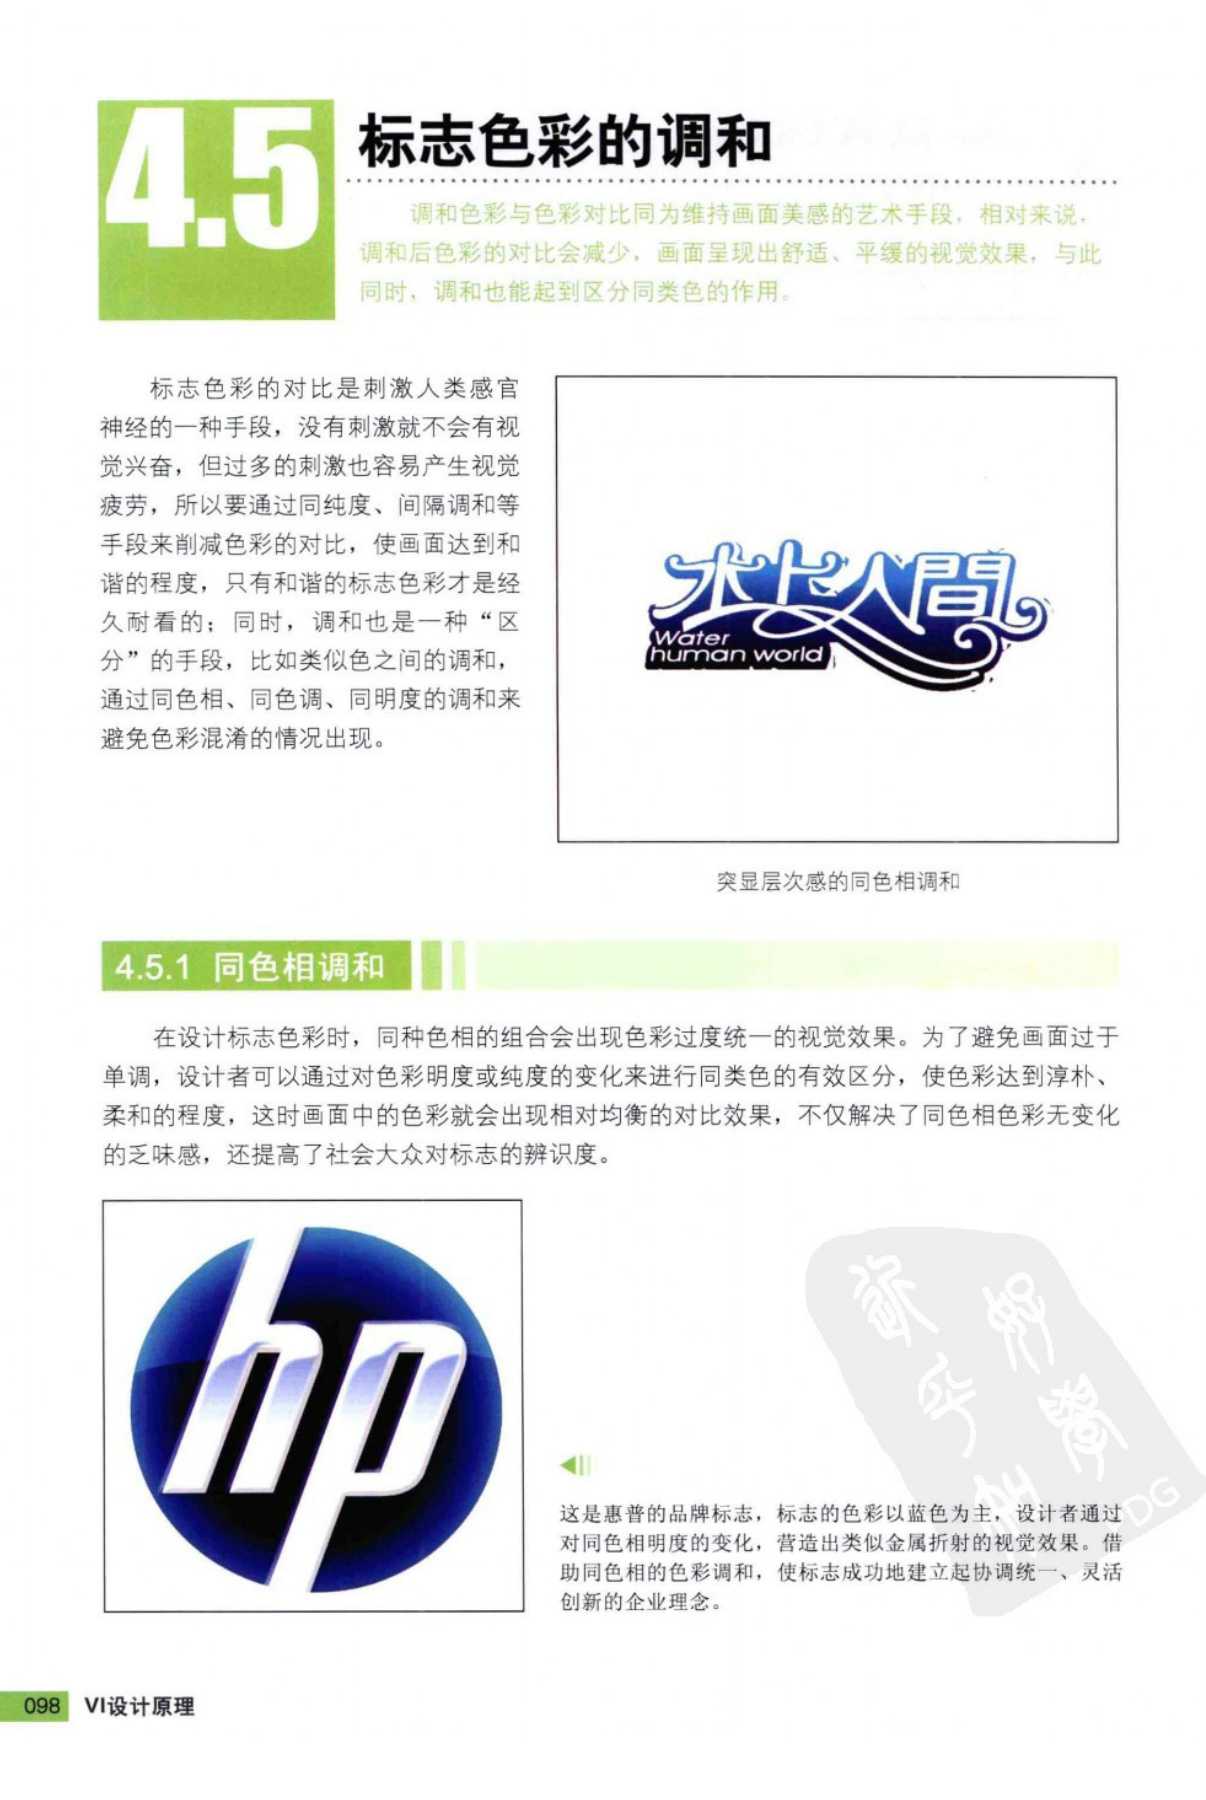 4.5
标志色彩的调和
调和色彩与色彩对比同为维持画面美感的艺术手段，相对来说，
调和后色彩的对比会减少，画面呈现出舒适、平缓的视觉效果，与此
同时，调和也能起到区分同类色的作用。
标志色彩的对比是刺激人类感官
神经的一种手段，没有刺激就不会有视
觉兴奋，但过多的刺激也容易产生视觉
疲劳，所以要通过同纯度、间隔调和等
手段来削减色彩的对比，使画面达到和
谐的程度，只有和谐的标志色彩才是经
久耐看的；同时，调和也是一种“区
分”的手段，比如类似色之间的调和，
通过同色相、同色调、同明度的调和来
避免色彩混淆的情况出现。
水上人間
Water
human world
突显层次感的同色相调和
4.5.1 同色相调和
在设计标志色彩时，同种色相的组合会出现色彩过度统一的视觉效果。为了避免画面过于
单调，设计者可以通过对色彩明度或纯度的变化来进行同类色的有效区分，使色彩达到淳朴、
柔和的程度，这时画面中的色彩就会出现相对均衡的对比效果，不仅解决了同色相色彩无变化
的乏味感，还提高了社会大众对标志的辨识度。
hp
这是惠普的品牌标志，标志的色彩以蓝色为主，设计者通过
对同色相明度的变化，营造出类似金属折射的视觉效果。借
助同色相的色彩调和，使标志成功地建立起协调统一、灵活
创新的企业理念。
098 VI设计原理